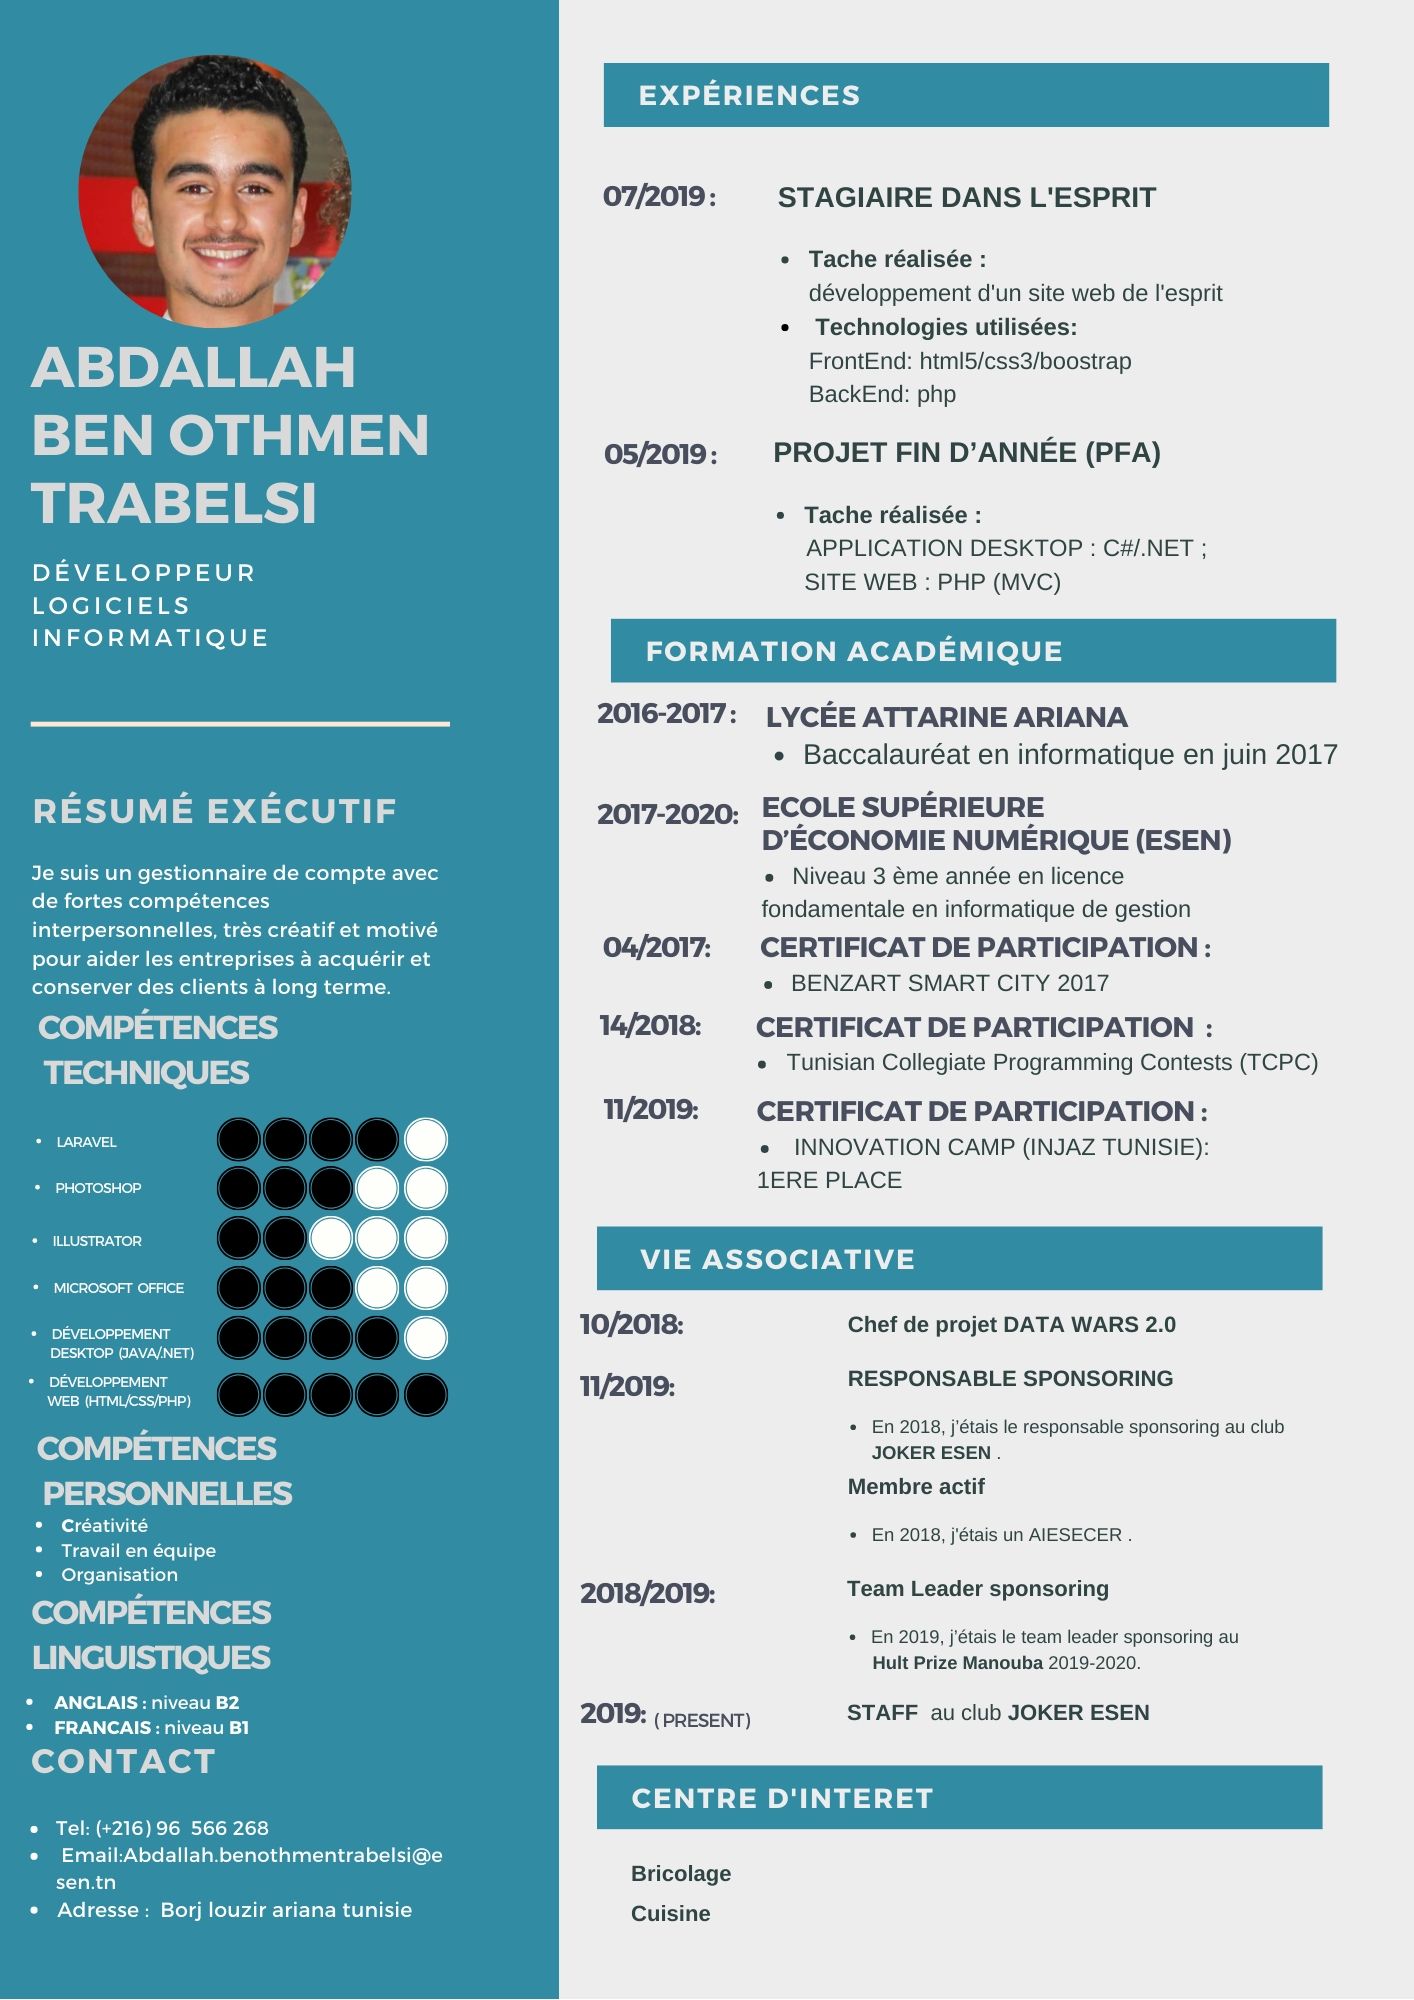 ABDALLAH
BEN OTHMEN
TRABELSI
DÉVELOPPEUR
LOGICIELS
INFORMATIQUE
RÉSUMÉ EXÉCUTIF
Je suis un gestionnaire de compte avec
de fortes compétences
interpersonnelles, très créatif et motivé
pour aider les entreprises à acquérir et
conserver des clients à long terme.
COMPÉTENCES
TECHNIQUES
• LARAVEL
• PHOTOSHOP
• ILLUSTRATOR
• MICROSOFT OFFICE
• DÉVELOPPEMENT
DESKTOP (JAVA/.NET)
• DÉVELOPPEMENT
WEB (HTML/CSS/PHP)
COMPÉTENCES
PERSONNELLES
• Créativité
• Travail en équipe
• Organisation
COMPÉTENCES
LINGUISTIQUES
• ANGLAIS : niveau B2
• FRANCAIS : niveau B1
CONTACT
• Tel: (+216) 96 566 268
• Email:Abdallah.benothmentrabelsi@e
sen.tn
• Adresse : Borj louzir ariana tunisie
EXPÉRIENCES
07/2019 : STAGIAIRE DANS L'ESPRIT
• Tache réalisée :
développement d'un site web de l'esprit
• Technologies utilisées:
FrontEnd: html5/css3/boostrap
BackEnd: php
05/2019 : PROJET FIN D’ANNÉE (PFA)
• Tache réalisée :
APPLICATION DESKTOP : C#/.NET ;
SITE WEB : PHP (MVC)
FORMATION ACADÉMIQUE
2016-2017 : LYCÉE ATTARINE ARIANA
• Baccalauréat en informatique en juin 2017
2017-2020: ECOLE SUPÉRIEURE
D’ÉCONOMIE NUMÉRIQUE (ESEN)
• Niveau 3 ème année en licence
fondamentale en informatique de gestion
04/2017: CERTIFICAT DE PARTICIPATION :
• BENZART SMART CITY 2017
14/2018: CERTIFICAT DE PARTICIPATION :
• Tunisian Collegiate Programming Contests (TCPC)
11/2019: CERTIFICAT DE PARTICIPATION :
• INNOVATION CAMP (INJAZ TUNISIE):
1ERE PLACE
VIE ASSOCIATIVE
10/2018: Chef de projet DATA WARS 2.0
11/2019: RESPONSABLE SPONSORING
• En 2018, j’étais le responsable sponsoring au club
JOKER ESEN .
Membre actif
• En 2018, j'étais un AIESECER .
2018/2019: Team Leader sponsoring
• En 2019, j’étais le team leader sponsoring au
Hult Prize Manouba 2019-2020.
2019: ( PRESENT) STAFF au club JOKER ESEN
CENTRE D'INTERET
Bricolage
Cuisine